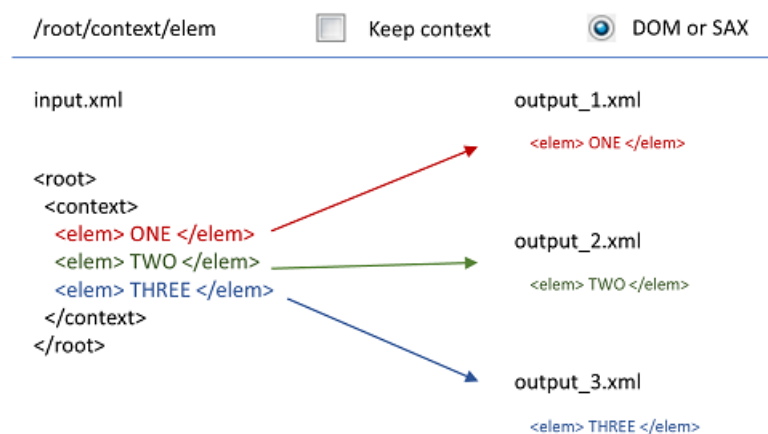 /root/context/elem Keep context DOM or SAX
input.xml
<root>
<context>
<elem> ONE </elem>
<elem> TWO </elem>
<elem> THREE </elem>
</context>
</root>
output_1.xml
<elem> ONE </elem>
output_2.xml
<elem> TWO </elem>
output_3.xml
<elem> THREE </elem>